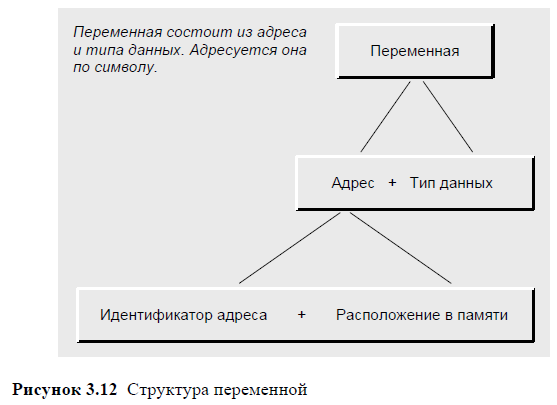 Переменная состоит из адреса
и типа данных. Адресуется она
по символу.
Переменная
Адрес + Тип данных
Идентификатор адреса + Расположение в памяти
Рисунок 3.12 Структура переменной